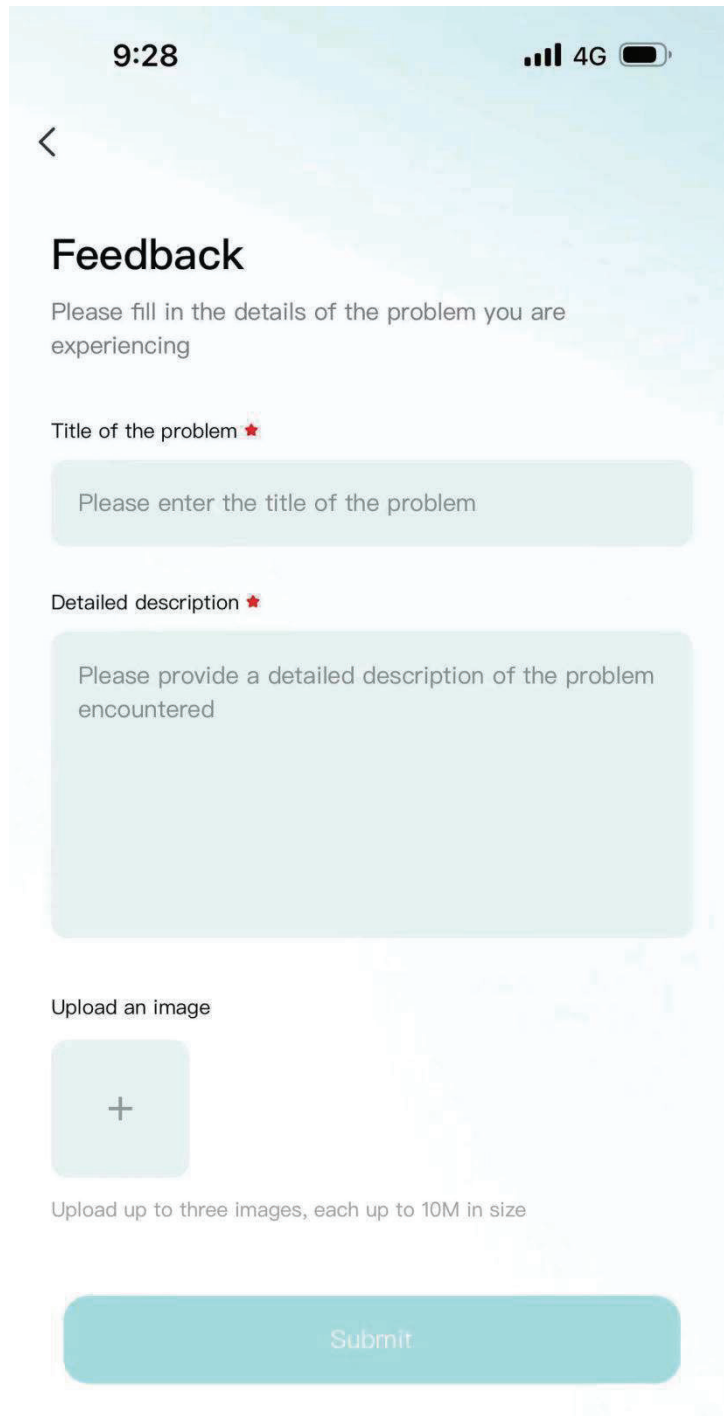 9:28
4G
Feedback
Please fill in the details of the problem you are
experiencing
Title of the problem
Please enter the title of the problem
Detailed description
Please provide a detailed description of the problem
encountered
Upload an image
Upload up to three images, each up to 10M in size
Submit